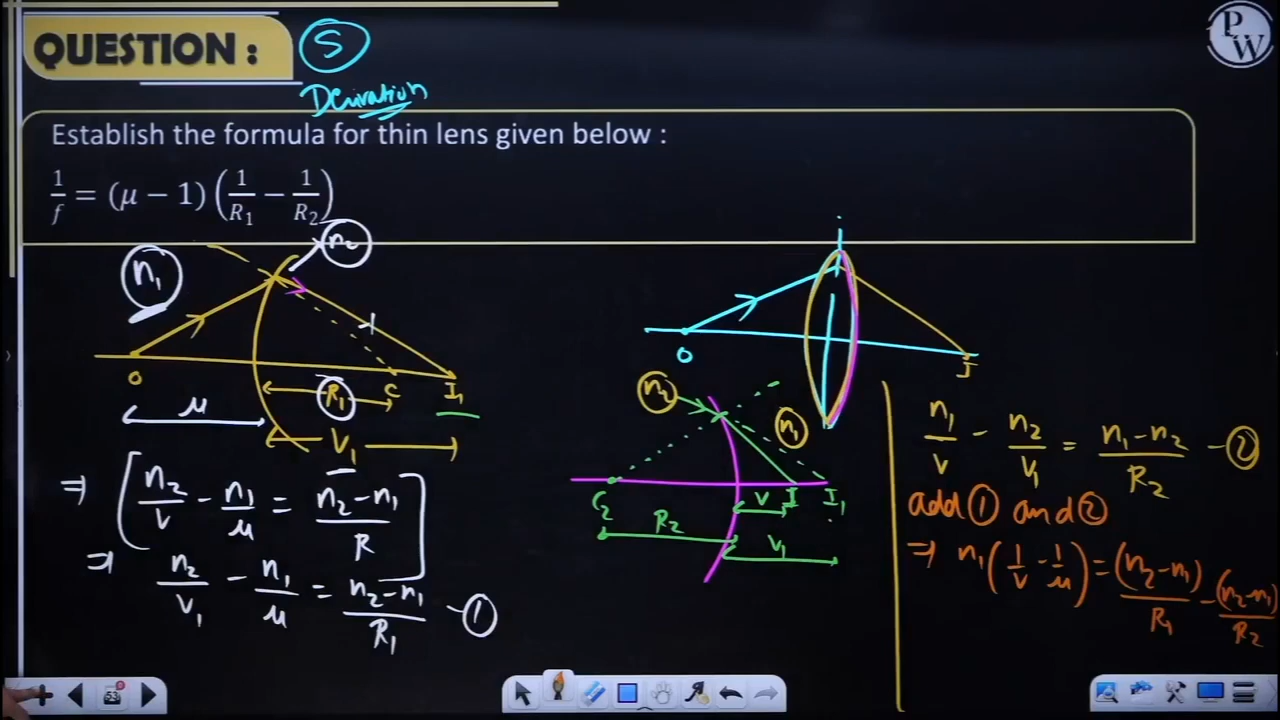 QUESTION :
5
Derivation
P
W
Establish the formula for thin lens given below :
1/f = (μ − 1) (1/R₁ − 1/R₂)
n₁
n₂
O
R₁
C
I₁
u
V₁
O
I
n₂
n₁
C₂
V
I
I₁
R₂
V₁
⇒ [n₂/v − n₁/u = n₂−n₁/R]
⇒ n₂/v₁ − n₁/u = n₂−n₁/R₁ −①
n₁/v − n₂/v₁ = n₁−n₂/R₂ −②
add ① and ②
⇒ n₁(1/v − 1/u) = (n₂−n₁)/R₁ − (n₂−n₁)/R₂
53